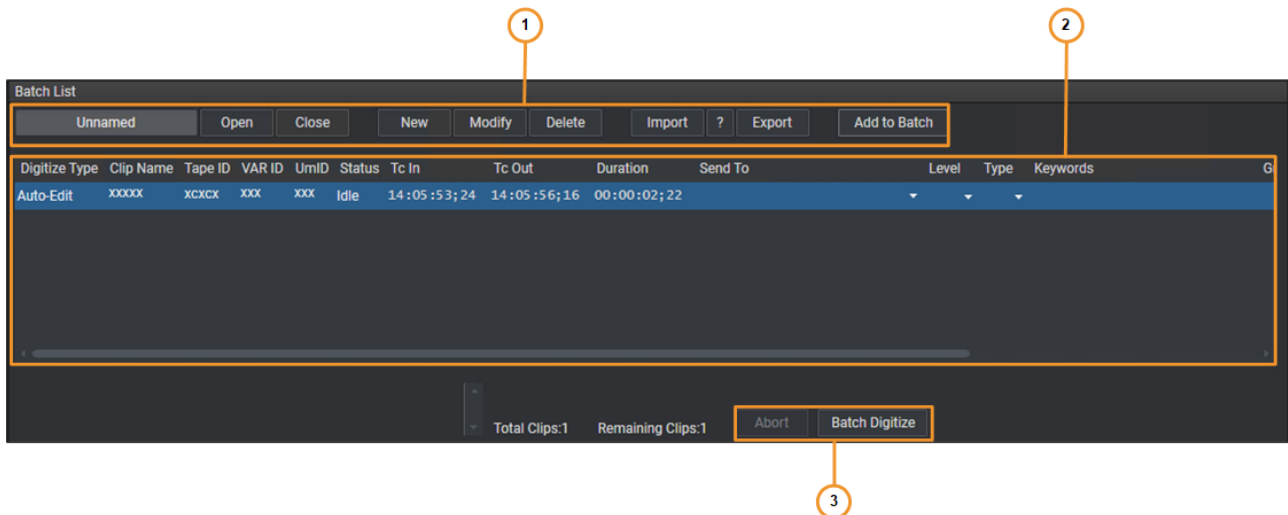 1 2
Batch List
Unnamed Open Close New Modify Delete Import ? Export Add to Batch
Digitize Type Clip Name Tape ID VAR ID UmID Status Tc In Tc Out Duration Send To Level Type Keywords G
Auto-Edit xxxxx xcxcx xxx xxx Idle 14:05:53;24 14:05:56;16 00:00:02;22
Total Clips:1 Remaining Clips:1 Abort Batch Digitize
3